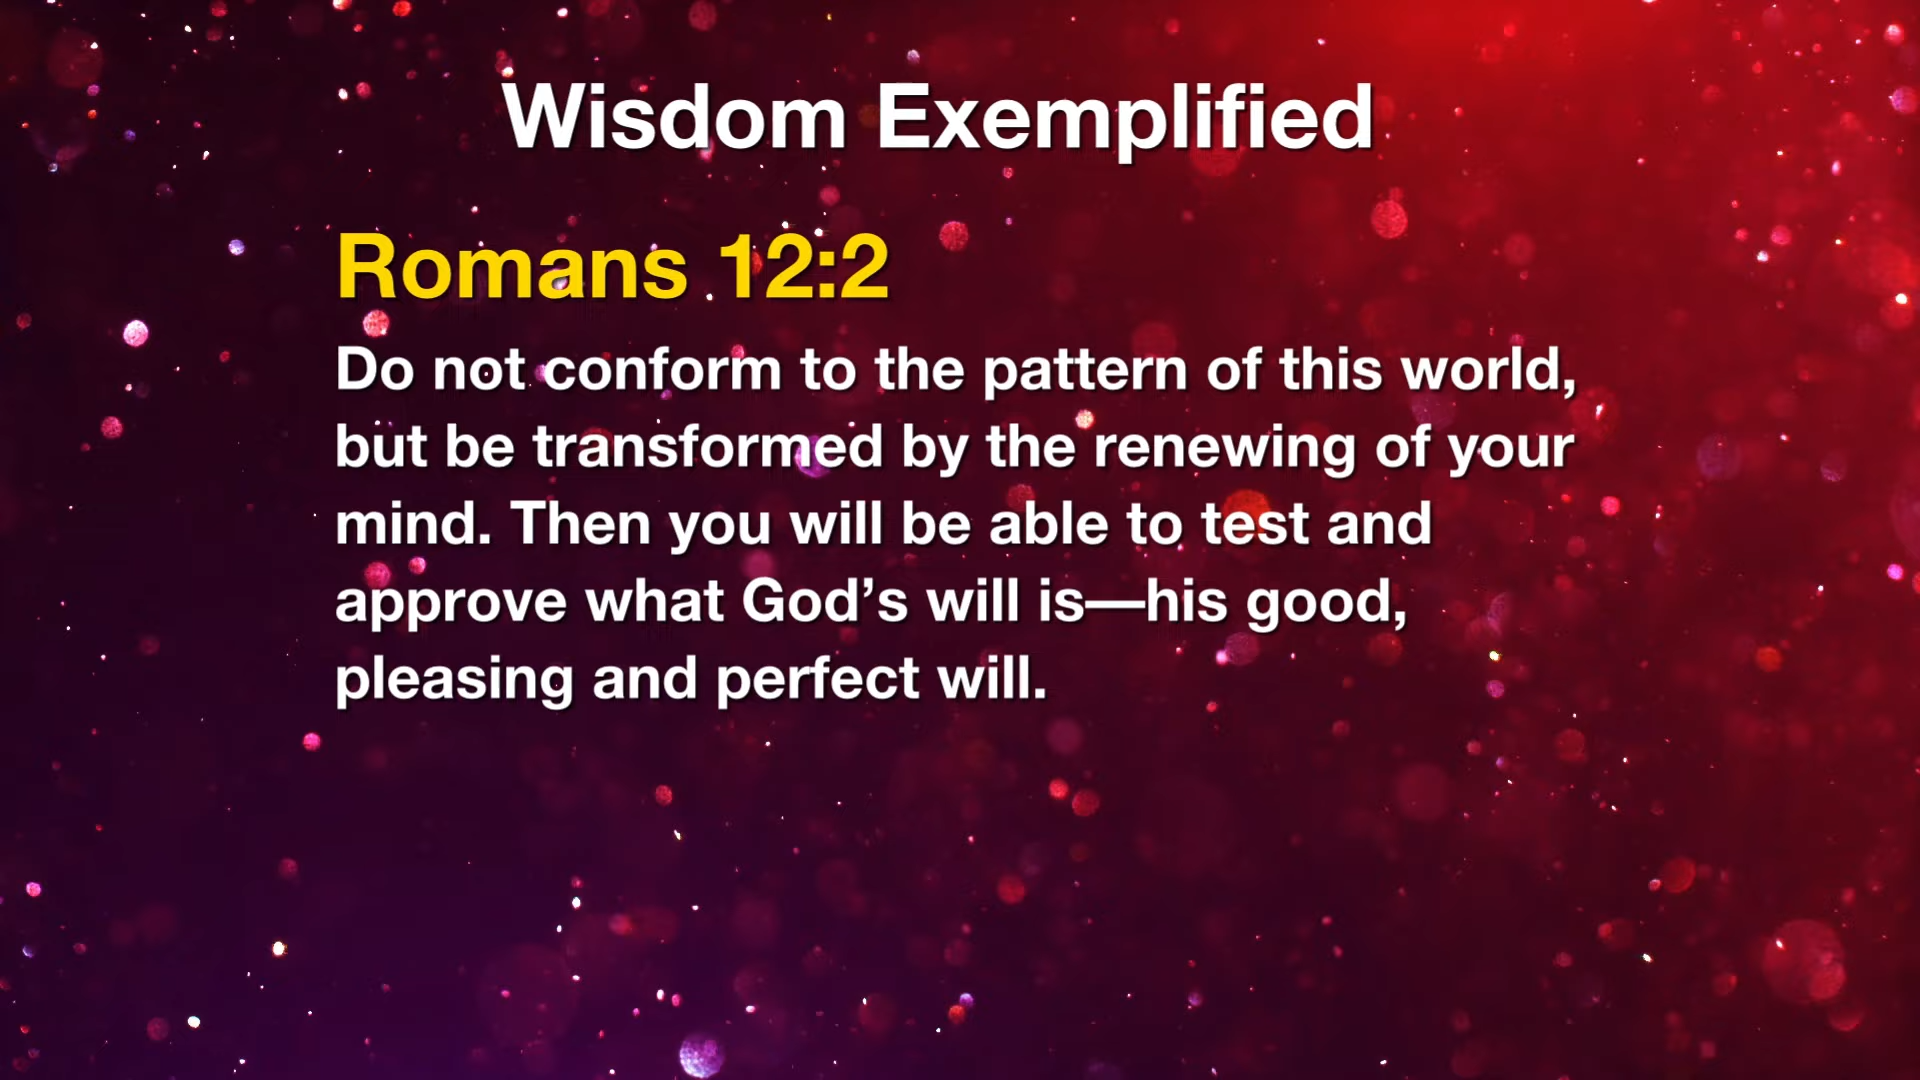 Wisdom Exemplified
Romans 12:2
Do not conform to the pattern of this world,
but be transformed by the renewing of your
mind. Then you will be able to test and
approve what God’s will is—his good,
pleasing and perfect will.